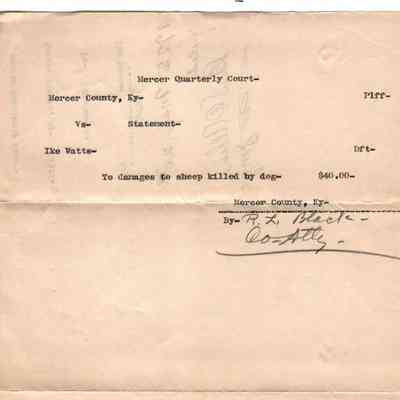 Mercer Quarterly Court-
Mercer County, Ky- Plff-
Vs- Statement-
Ike Watts- Dft-
To damages to sheep killed by dog- $40.00-
Mercer County, Ky-
By- R. L. Black-
Co-Atty-